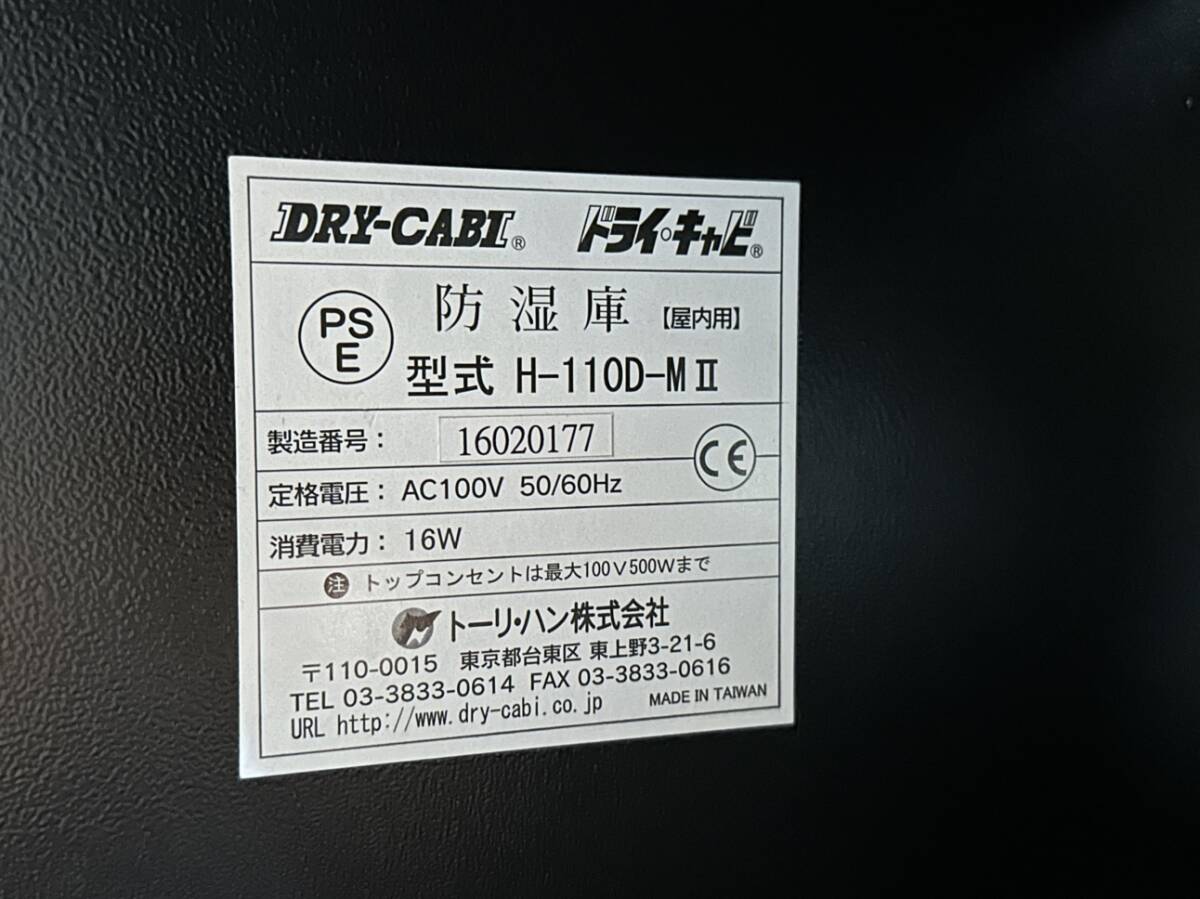 DRY-CABI® ドライ・キャビ®
PS
E
防湿庫【屋内用】
型式 H-110D-MⅡ
製造番号： 16020177
CE
定格電圧： AC100V 50/60Hz
消費電力： 16W
注 トップコンセントは最大100V500Wまで
トーリ・ハン株式会社
〒110-0015 東京都台東区 東上野3-21-6
TEL 03-3833-0614 FAX 03-3833-0616
URL http://www.dry-cabi.co.jp MADE IN TAIWAN